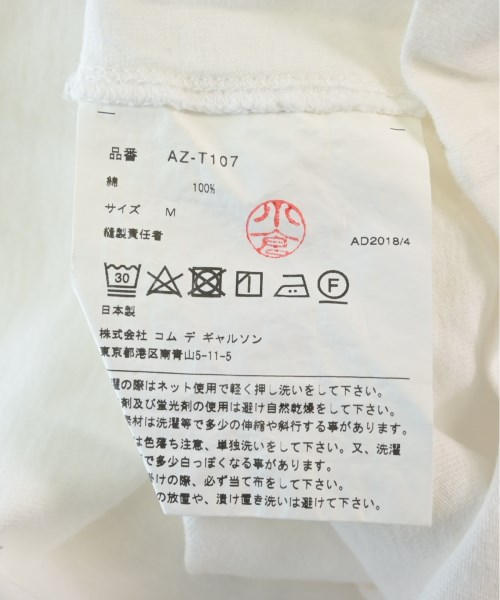 品番 AZ-T107
綿 100%
サイズ M
縫製責任者 小倉
AD2018/4
30 F
日本製
株式会社 コム デ ギャルソン
東京都港区南青山5-11-5
の際はネット使用で軽く押し洗いをして下さい。
剤及び蛍光剤の使用は避け自然乾燥をして下さい。
材は洗濯等で多少の伸縮や斜行する事があります。
は色落ち注意、単独洗いをして下さい。又、洗濯
で多少白っぽくなる事があります。
けの際、必ず当て布をして下さい。
の放置や、漬け置き洗いは避けて下さい。